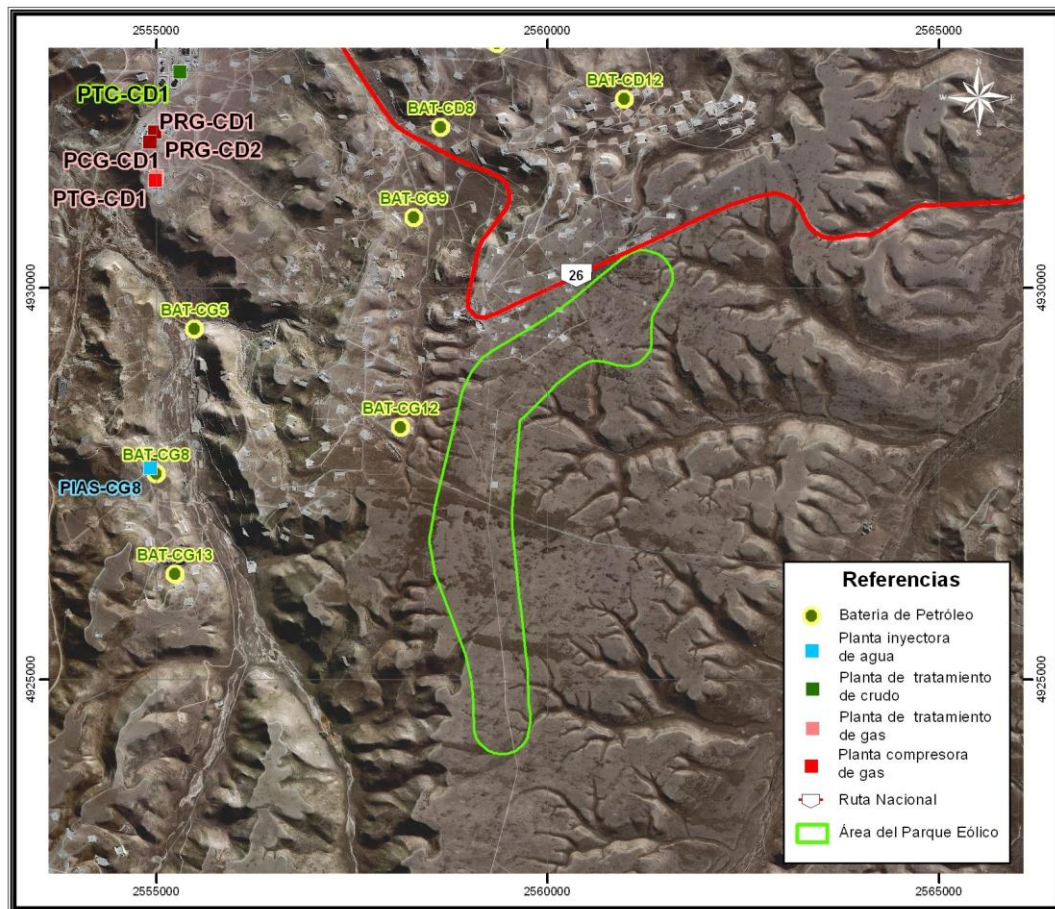 2555000
2560000
2565000
PTC-CD1
BAT-CD12
BAT-CD8
N
W
E
S
PRG-CD1
PCG-CD1
PRG-CD2
PTG-CD1
BAT-CG9
4930000
26
4930000
BAT-CG5
BAT-CG12
BAT-CG8
PIAS-CG8
BAT-CG13
Referencias
Bateria de Petróleo
Planta inyectora
de agua
Planta de tratamiento
de crudo
Planta de tratamiento
de gas
Planta compresora
de gas
Ruta Nacional
Área del Parque Eólico
4925000
4925000
2555000
2560000
2565000